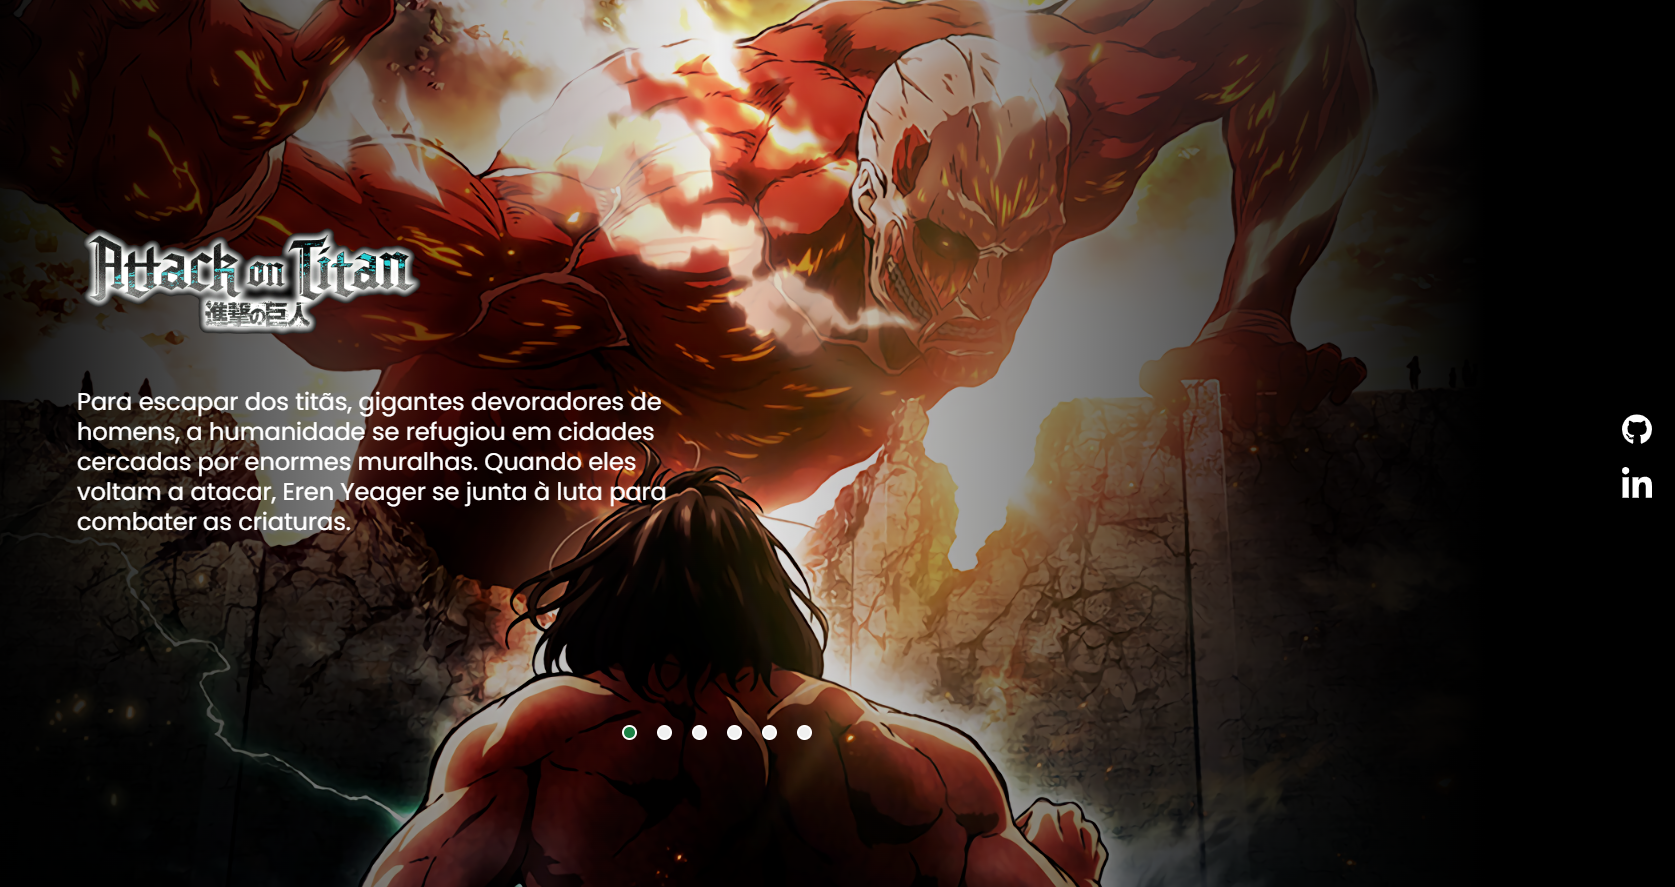 Attack on Titan
進撃の巨人
Para escapar dos titãs, gigantes devoradores de
homens, a humanidade se refugiou em cidades
cercadas por enormes muralhas. Quando eles
voltam a atacar, Eren Yeager se junta à luta para
combater as criaturas.
in